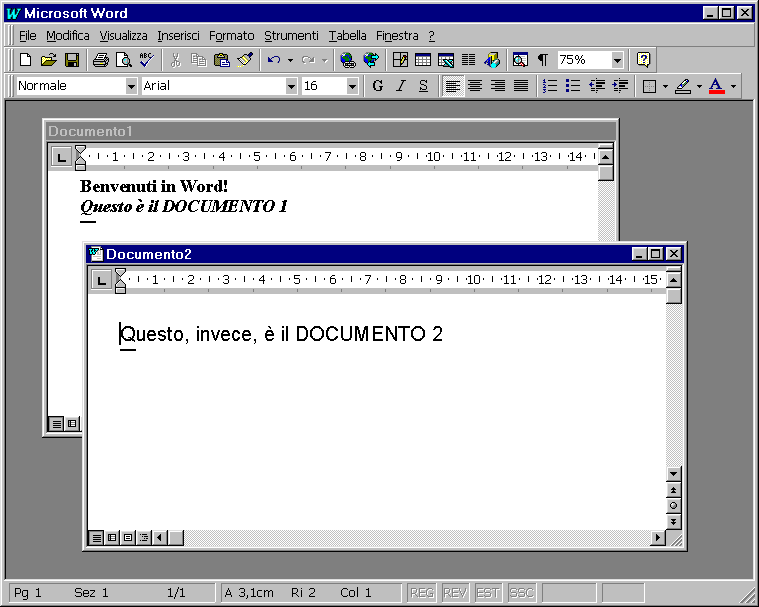 Microsoft Word
File Modifica Visualizza Inserisci Formato Strumenti Tabella Finestra ?
ABC 75%
Normale Arial 16 G I S A
Documento1
L 1 2 3 4 5 6 7 8 9 10 11 12 13 14
Benvenuti in Word!
Questo è il DOCUMENTO 1
Documento2
L 1 2 3 4 5 6 7 8 9 10 11 12 13 14 15
Questo, invece, è il DOCUMENTO 2
Pg 1 Sez 1 1/1 A 3,1cm Ri 2 Col 1 REG REV EST SSC